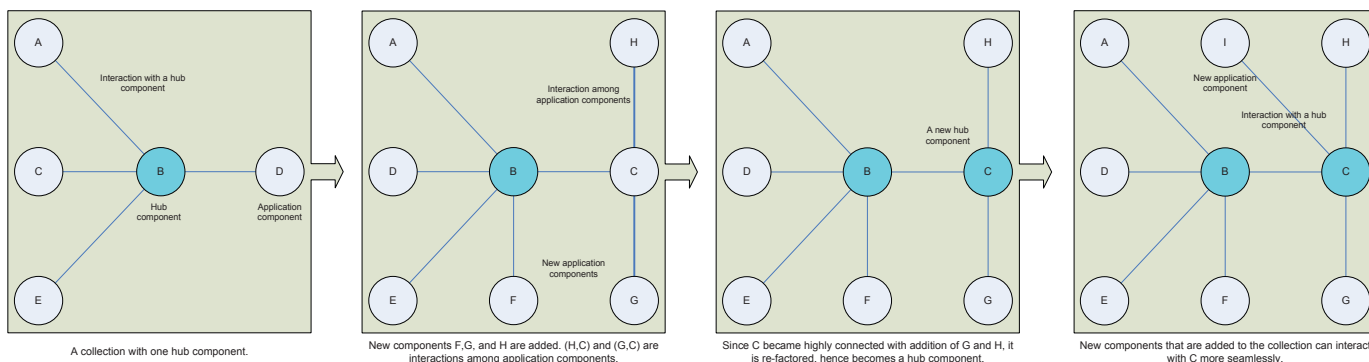 A
Interaction with a hub
component
C
B
D
Hub
component
Application
component
E
A collection with one hub component.
A
H
Interaction among
application components
D
B
C
New application
components
E
F
G
New components F,G, and H are added. (H,C) and (G,C) are
interactions among application components.
A
H
A new hub
component
D
B
C
E
F
G
Since C became highly connected with addition of G and H, it
is re-factored, hence becomes a hub component.
A
I
H
New application
component
Interaction with a hub
component
D
B
C
E
F
G
New components that are added to the collection can interact
with C more seamlessly.